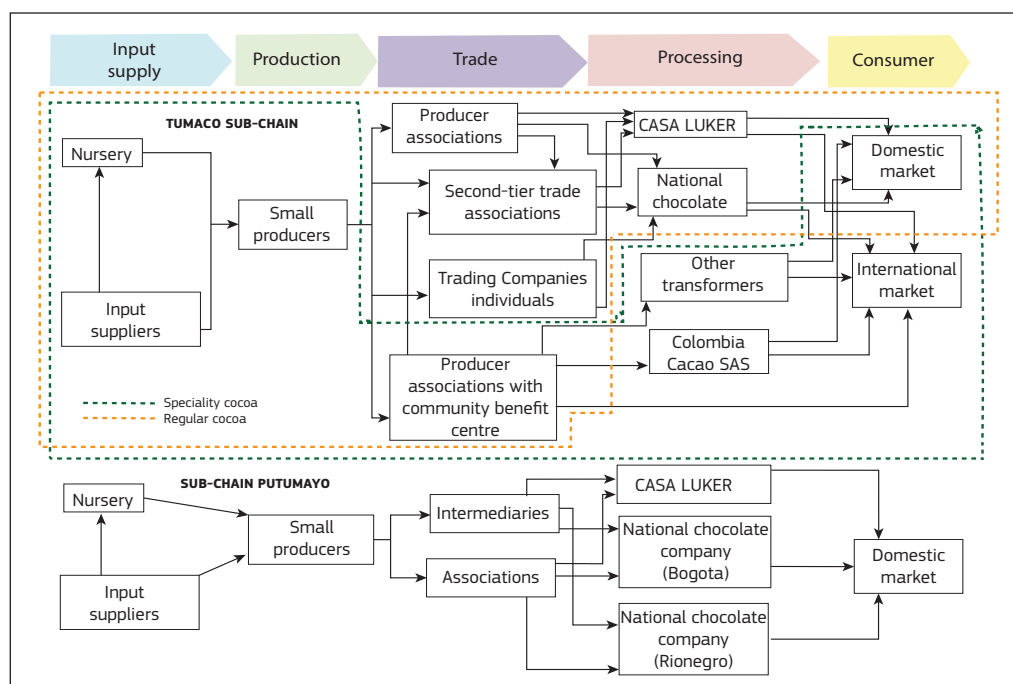 Input
supply
Production
Trade
Processing
Consumer
TUMACO SUB-CHAIN
Nursery
Input
suppliers
Small
producers
Producer
associations
Second-tier trade
associations
Trading Companies
individuals
Producer
associations with
community benefit
centre
CASA LUKER
National
chocolate
Other
transformers
Colombia
Cacao SAS
Domestic
market
International
market
Speciality cocoa
Regular cocoa
SUB-CHAIN PUTUMAYO
Nursery
Input
suppliers
Small
producers
Intermediaries
Associations
CASA LUKER
National chocolate
company
(Bogota)
National chocolate
company
(Rionegro)
Domestic
market